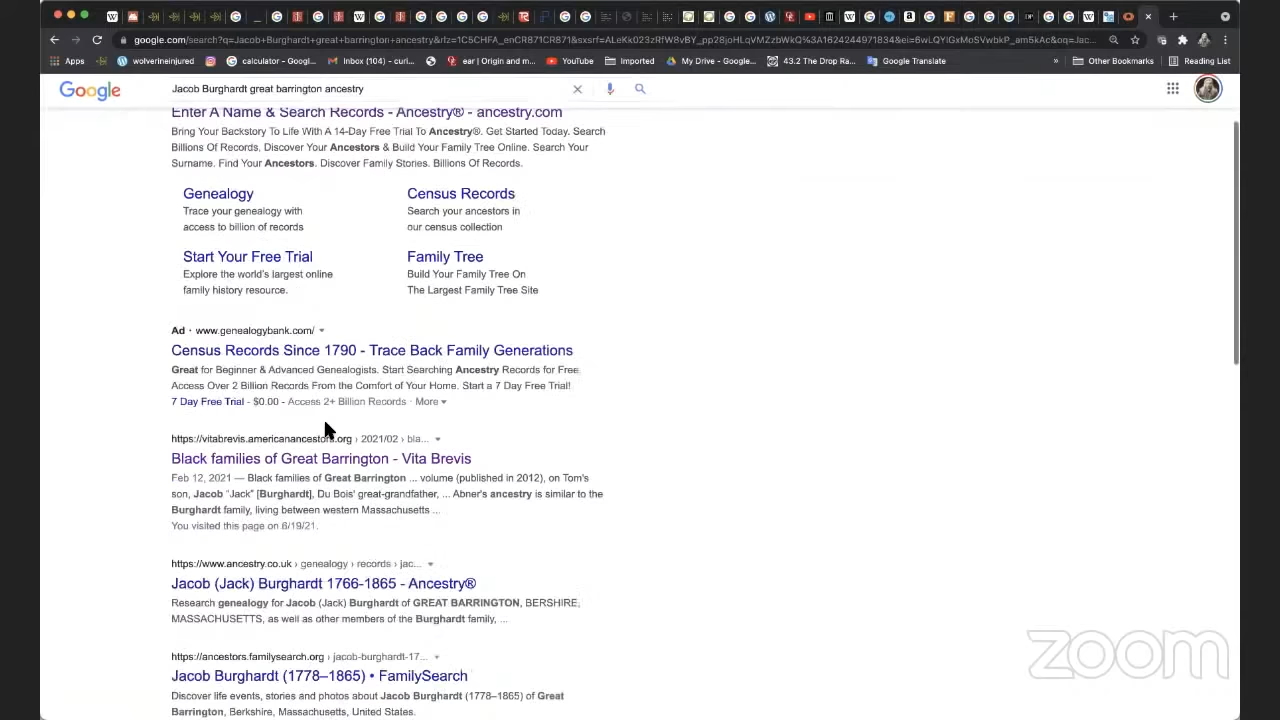 google.com/search?q=Jacob+Burghardt+great+barrington+ancestry&rlz=1C5CHFA_enCR871CR871&sxsrf=ALeKk023zRfW8vBY_pp28joHLqVMZzbWkQ%3A1624244971834&ei=6wLQYIGxMoSVwbkP_am5kAc&oq=Jac...
Apps wolverineinjured calculator - Googl... Inbox (104) - curi... ear | Origin and m... YouTube Imported My Drive - Google... 43.2 The Drop Ra... Google Translate » Other Bookmarks Reading List
Google Jacob Burghardt great barrington ancestry
Enter A Name & Search Records - Ancestry® - ancestry.com
Bring Your Backstory To Life With A 14-Day Free Trial To Ancestry®. Get Started Today. Search
Billions Of Records, Discover Your Ancestors & Build Your Family Tree Online. Search Your
Surname. Find Your Ancestors. Discover Family Stories. Billions Of Records.
Genealogy
Trace your genealogy with
access to billion of records
Census Records
Search your ancestors in
our census collection
Start Your Free Trial
Explore the world's largest online
family history resource.
Family Tree
Build Your Family Tree On
The Largest Family Tree Site
Ad · www.genealogybank.com/
Census Records Since 1790 - Trace Back Family Generations
Great for Beginner & Advanced Genealogists. Start Searching Ancestry Records for Free.
Access Over 2 Billion Records From the Comfort of Your Home. Start a 7 Day Free Trial!
7 Day Free Trial - $0.00 - Access 2+ Billion Records · More
https://vitabrevis.americanancestors.org › 2021/02 › bla...
Black families of Great Barrington - Vita Brevis
Feb 12, 2021 — Black families of Great Barrington ... volume (published in 2012), on Tom's
son, Jacob "Jack" [Burghardt], Du Bois' great-grandfather, ... Abner's ancestry is similar to the
Burghardt family, living between western Massachusetts ...
You visited this page on 6/19/21.
https://www.ancestry.co.uk › genealogy › records › jac...
Jacob (Jack) Burghardt 1766-1865 - Ancestry®
Research genealogy for Jacob (Jack) Burghardt of GREAT BARRINGTON, BERSHIRE,
MASSACHUSETTS, as well as other members of the Burghardt family, ...
https://ancestors.familysearch.org › jacob-burghardt-17...
Jacob Burghardt (1778–1865) • FamilySearch
Discover life events, stories and photos about Jacob Burghardt (1778–1865) of Great
Barrington, Berkshire, Massachusetts, United States.
zoom